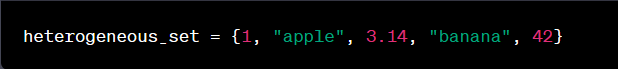 heterogeneous_set = {1, "apple", 3.14, "banana", 42}